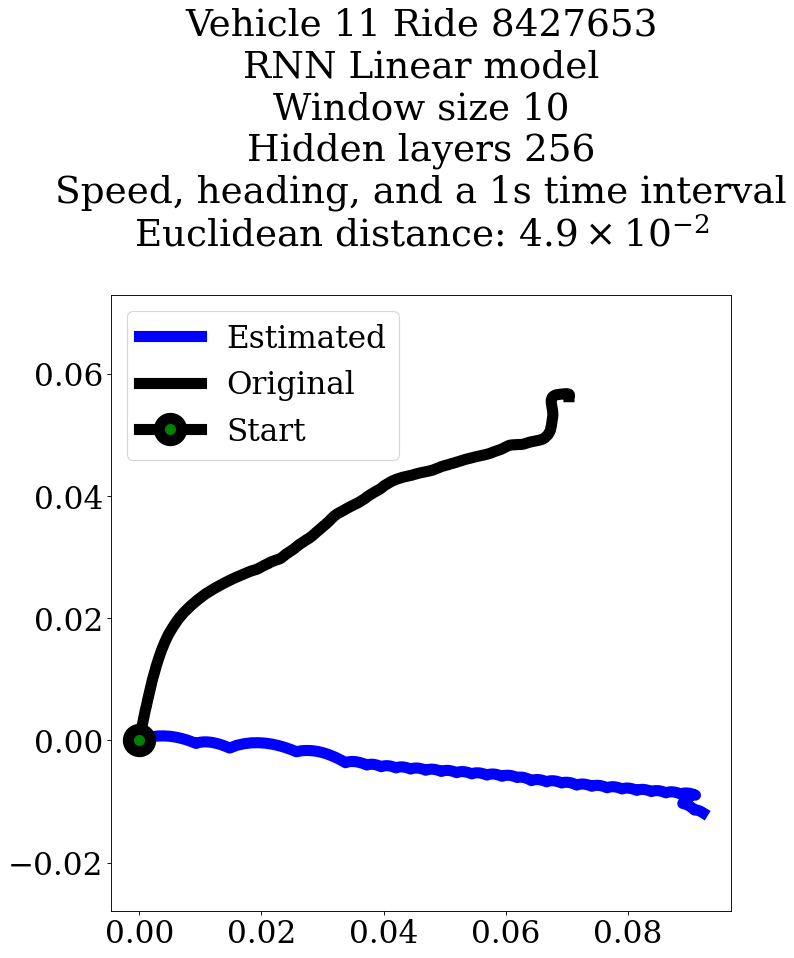 Vehicle 11 Ride 8427653
RNN Linear model
Window size 10
Hidden layers 256
Speed, heading, and a 1s time interval
Euclidean distance: 4.9 × 10⁻²
Estimated
Original
Start
0.06
0.04
0.02
0.00
−0.02
0.00 0.02 0.04 0.06 0.08